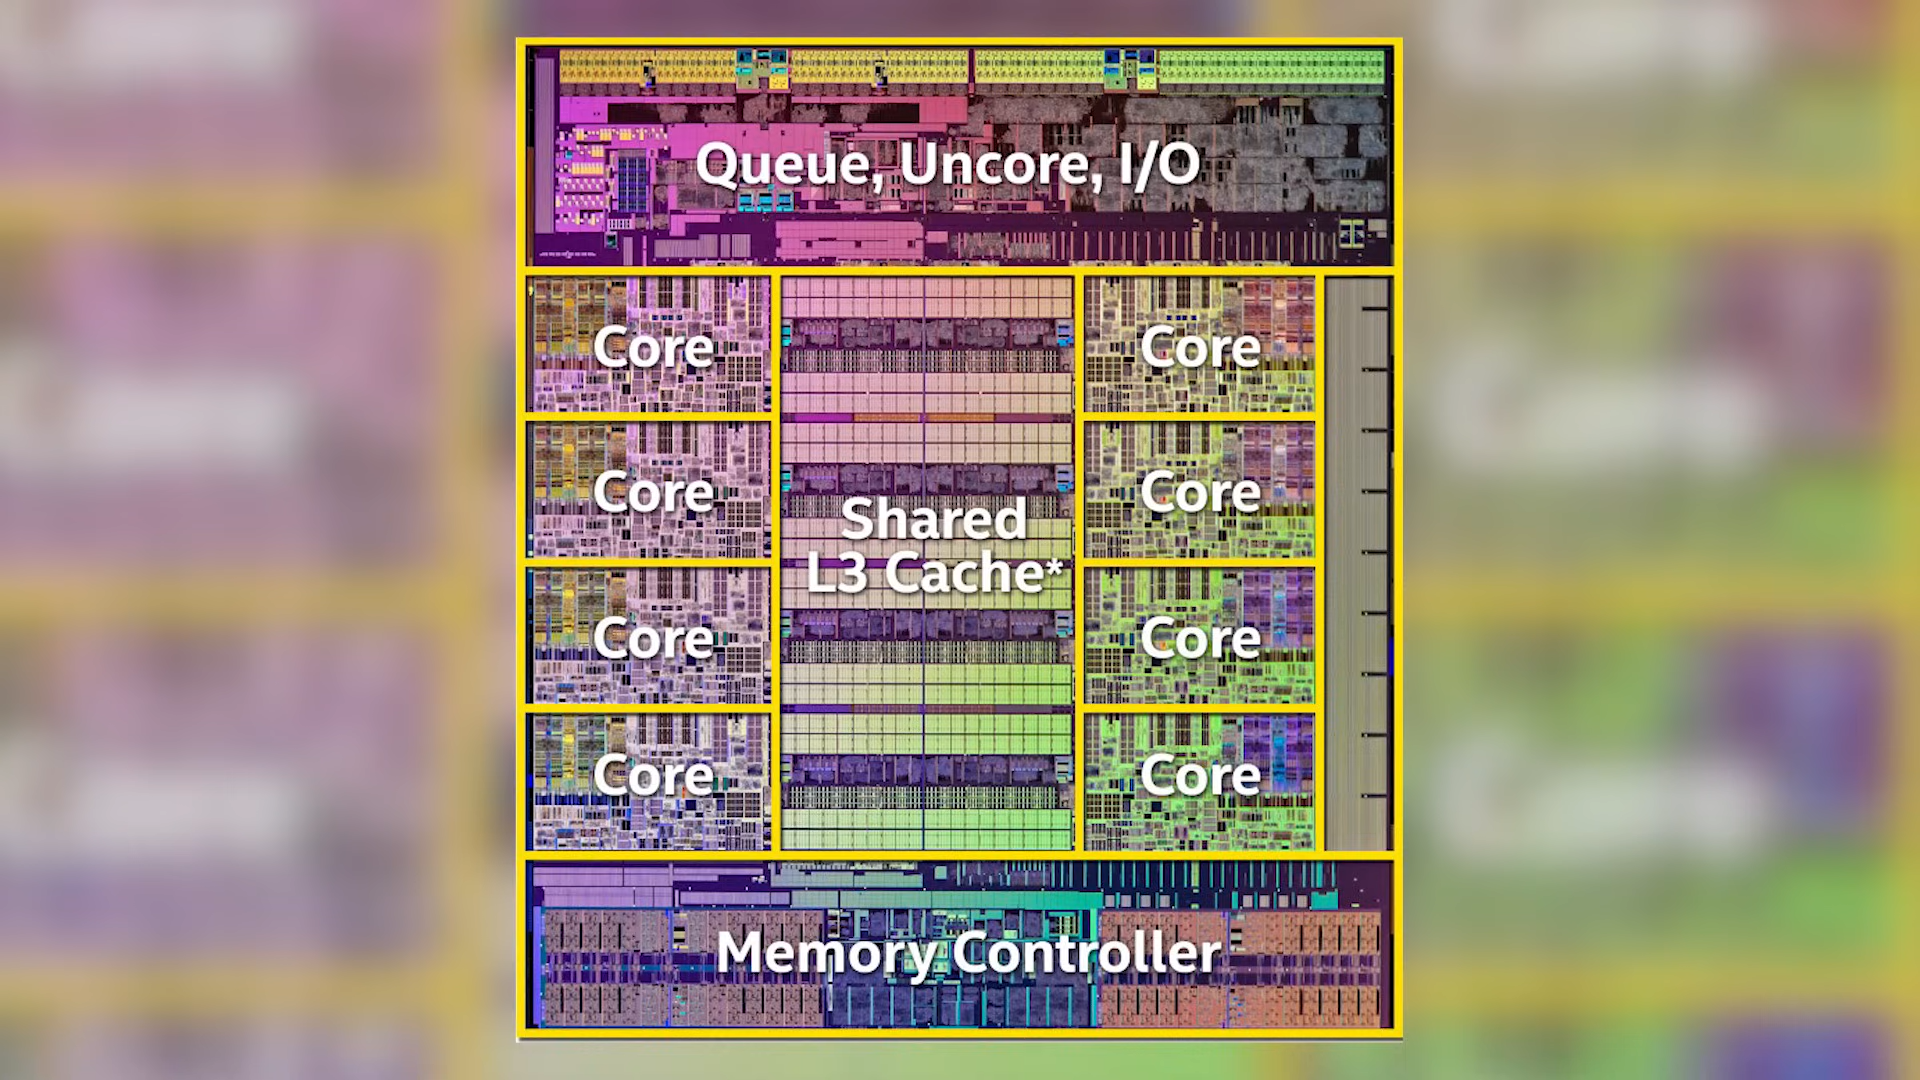 Queue, Uncore, I/O
Core
Core
Core
Core
Shared
L3 Cache*
Core
Core
Core
Core
Memory Controller